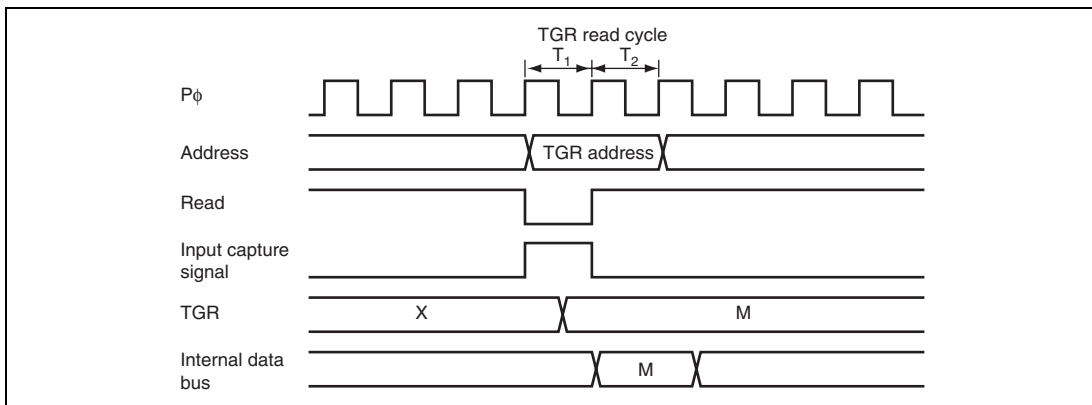 TGR read cycle
T1 T2
Pφ
Address
TGR address
Read
Input capture
signal
TGR
X
M
Internal data
bus
M